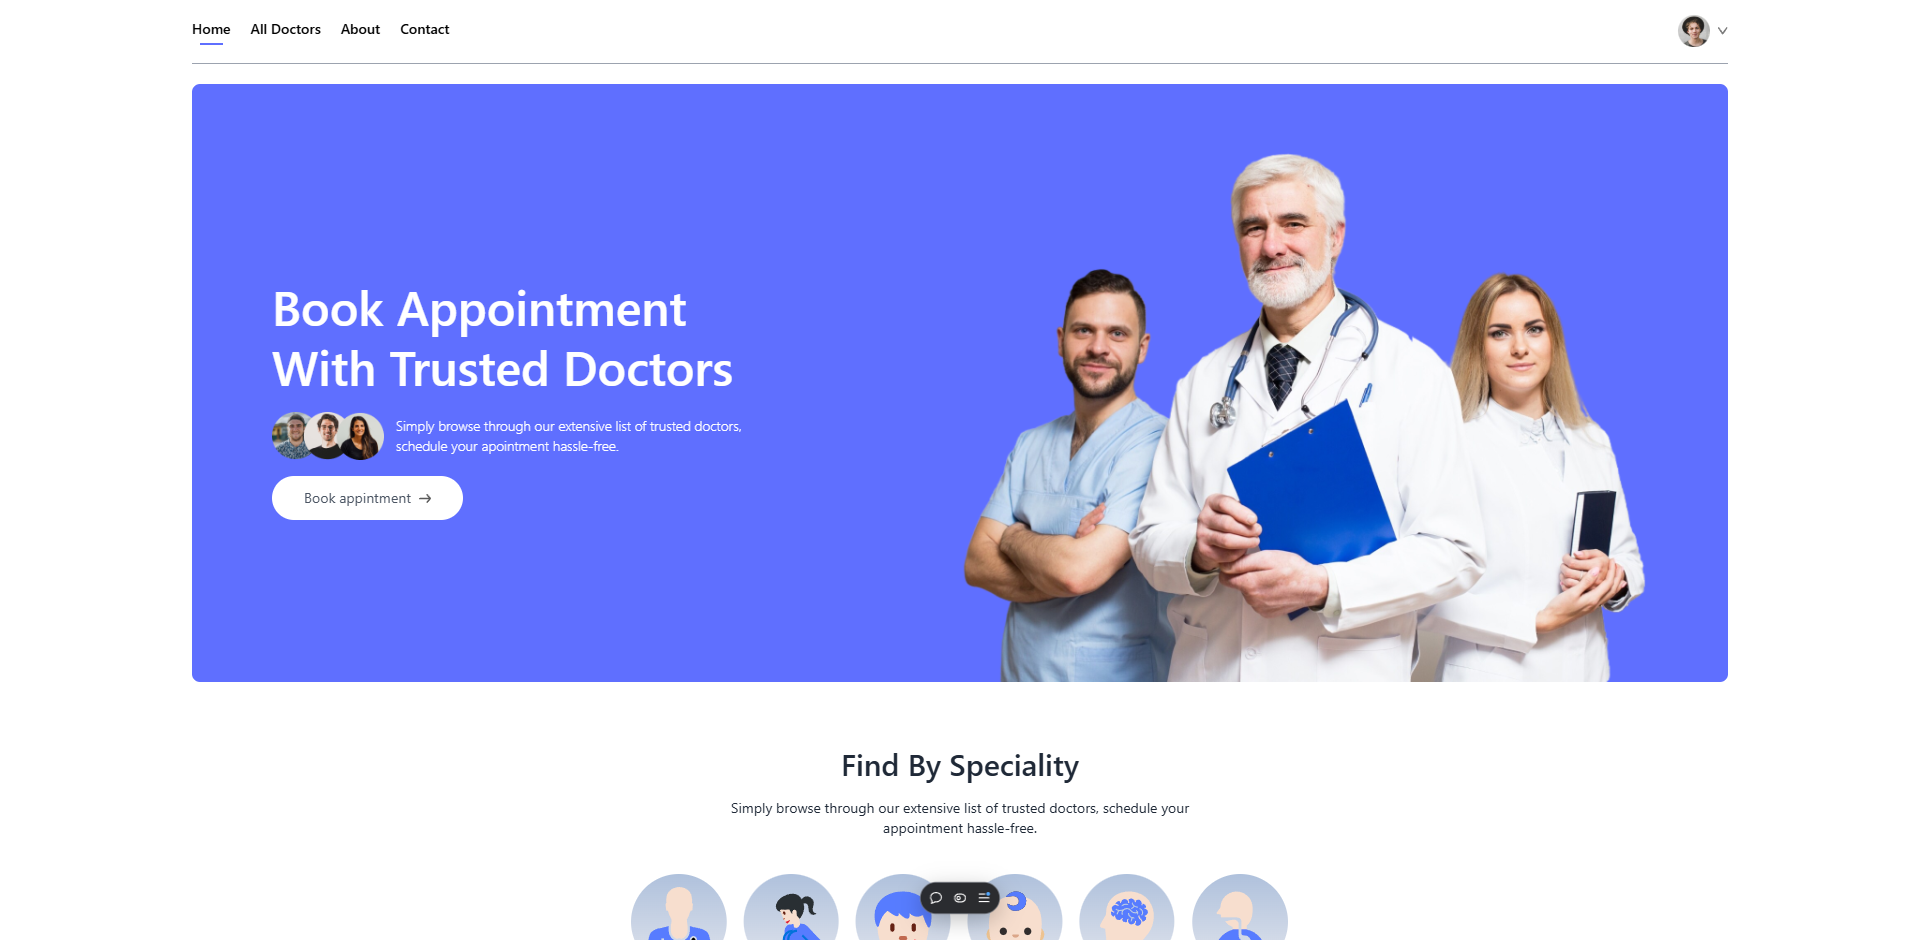 Home All Doctors About Contact
Book Appointment
With Trusted Doctors
Simply browse through our extensive list of trusted doctors,
schedule your apointment hassle-free.
Book appintment
Find By Speciality
Simply browse through our extensive list of trusted doctors, schedule your
appointment hassle-free.